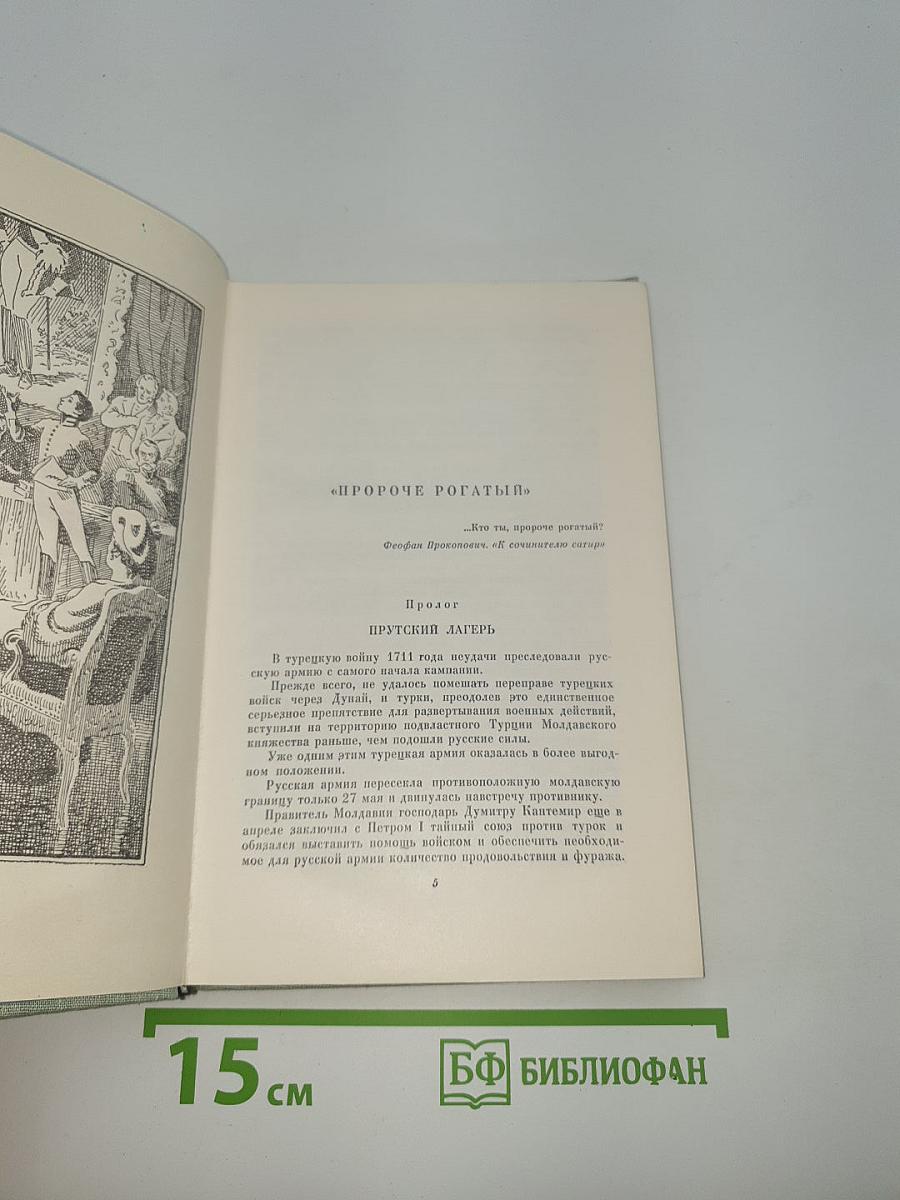 «ПРОРОЧЕ РОГАТЫЙ»
...Кто ты, пророче рогатый?
Феофан Прокопович. «К сочинителю сатир»
Пролог
ПРУТСКИЙ ЛАГЕРЬ
В турецкую войну 1711 года неудачи преследовали рус-
скую армию с самого начала кампании.
Прежде всего, не удалось помешать переправе турецких
войск через Дунай, и турки, преодолев это единственное
серьезное препятствие для развертывания военных действий,
вступили на территорию подвластного Турции Молдавского
княжества раньше, чем подошли русские силы.
Уже одним этим турецкая армия оказалась в более выгод-
ном положении.
Русская армия пересекла противоположную молдавскую
границу только 27 мая и двинулась навстречу противнику.
Правитель Молдавии господарь Думитру Кантемир еще в
апреле заключил с Петром I тайный союз против турок и
обязался выставить помощь войском и обеспечить необходи-
мое для русской армии количество продовольствия и фуража.
5
15 см
БФ БИБЛИОФАН